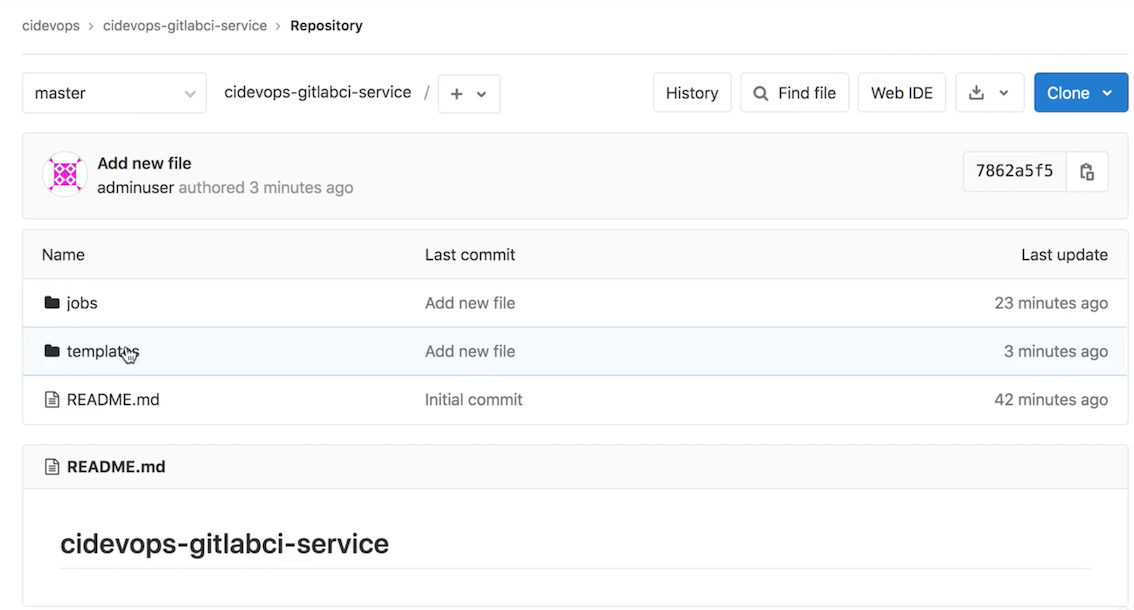 cidevops > cidevops-gitlabci-service > Repository
master cidevops-gitlabci-service / + History Find file Web IDE Clone
Add new file
adminuser authored 3 minutes ago
7862a5f5
Name Last commit Last update
jobs Add new file 23 minutes ago
templates Add new file 3 minutes ago
README.md Initial commit 42 minutes ago
README.md
cidevops-gitlabci-service